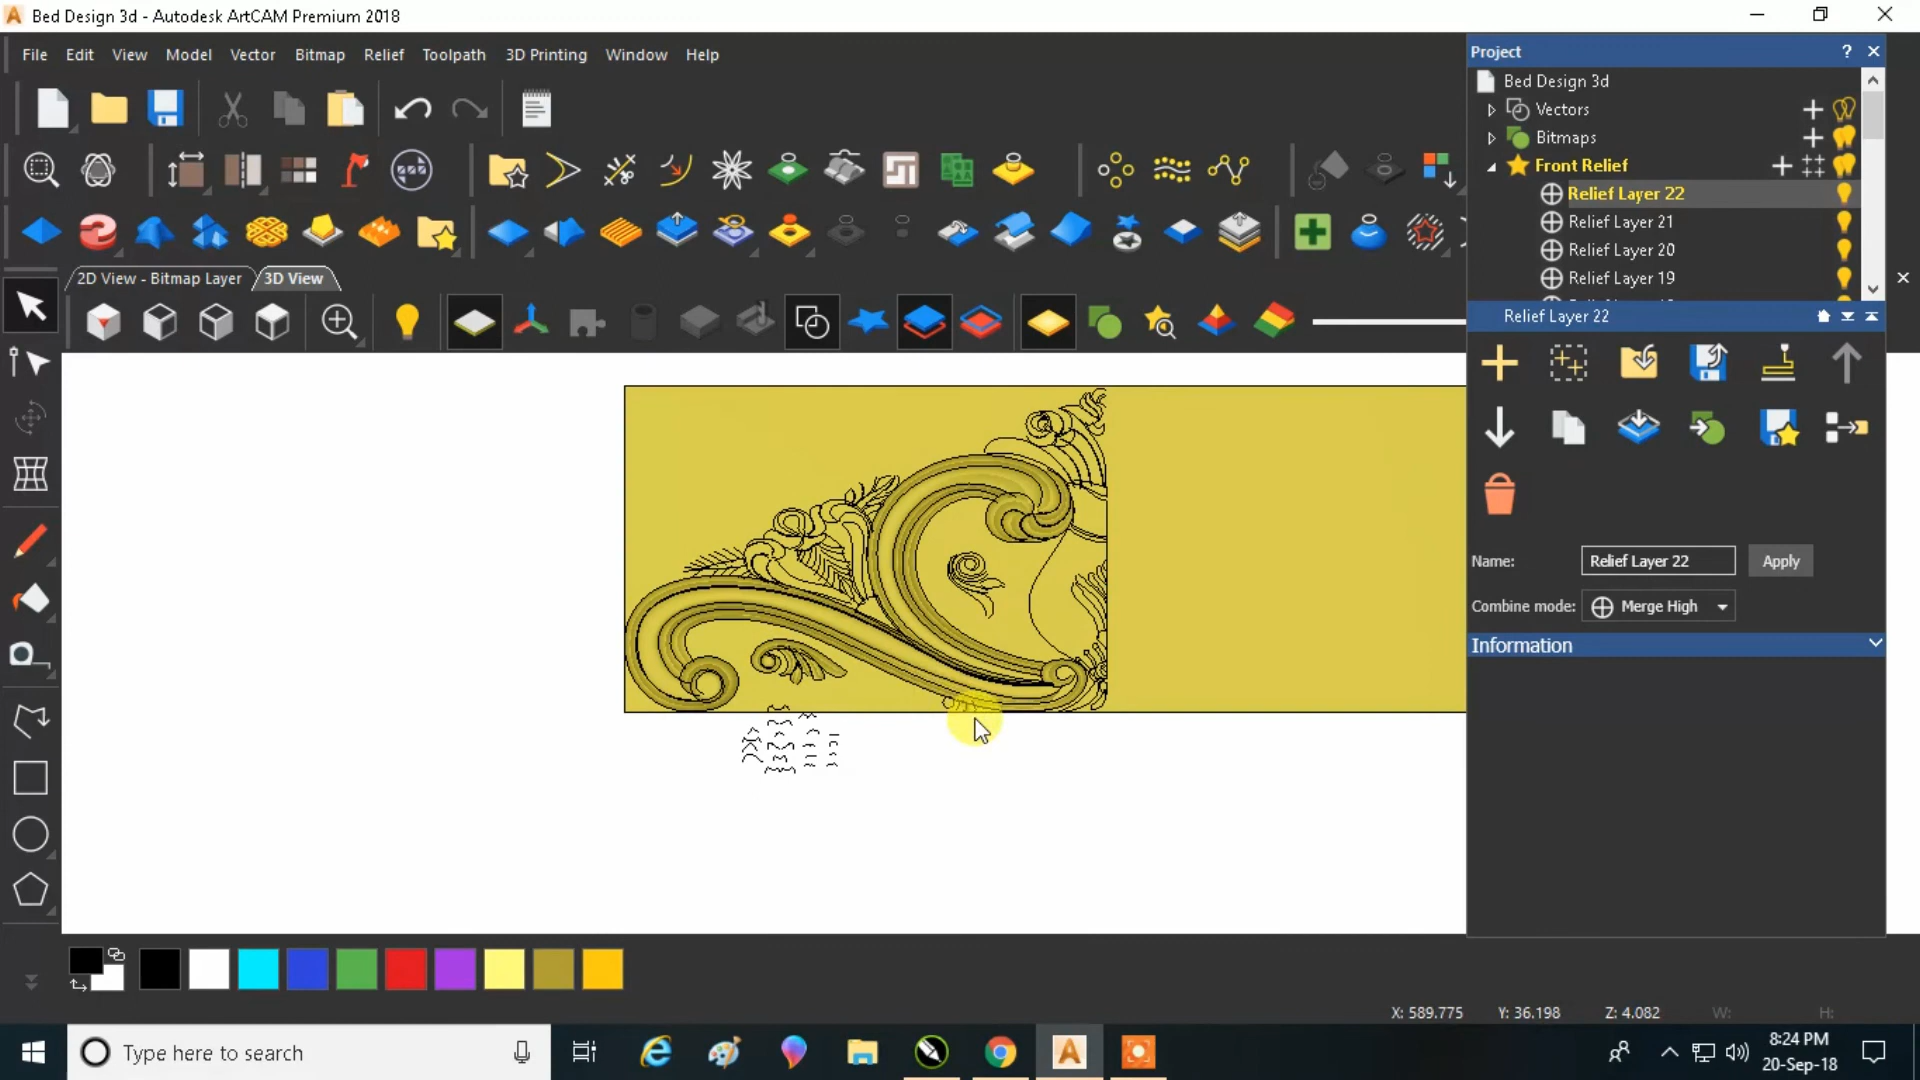 Bed Design 3d - Autodesk ArtCAM Premium 2018
File Edit View Model Vector Bitmap Relief Toolpath 3D Printing Window Help
Project
Bed Design 3d
Vectors
Bitmaps
Front Relief
Relief Layer 22
Relief Layer 21
Relief Layer 20
Relief Layer 19
2D View - Bitmap Layer 3D View
Relief Layer 22
Name: Relief Layer 22 Apply
Combine mode: Merge High
Information
X: 589.775 Y: 36.198 Z: 4.082 W: H:
Type here to search
8:24 PM
20-Sep-18